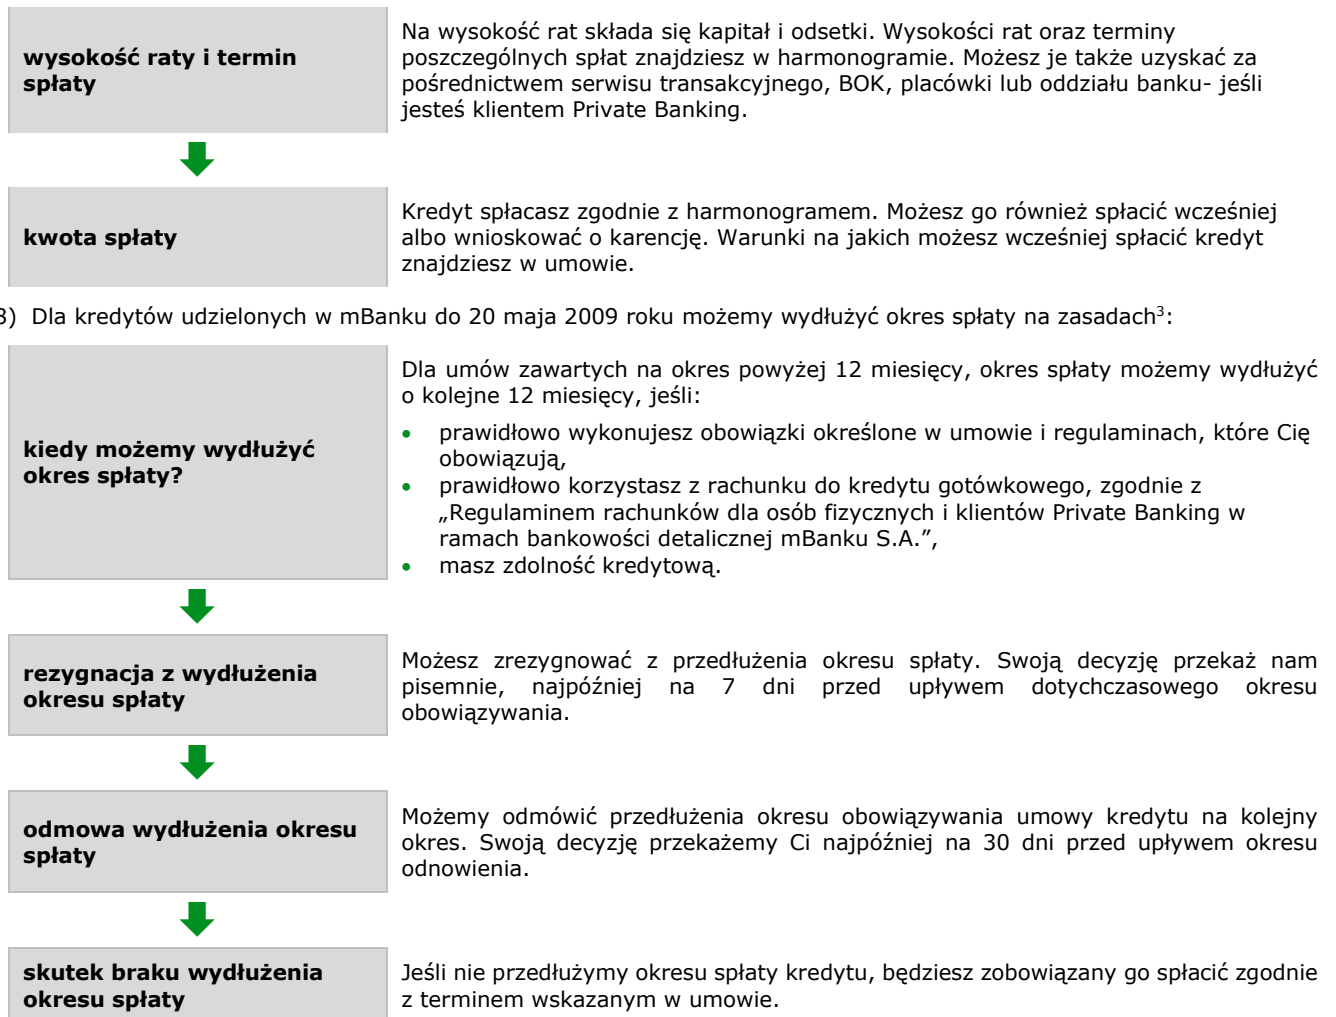 wysokość raty i termin
spłaty
Na wysokość rat składa się kapitał i odsetki. Wysokości rat oraz terminy
poszczególnych spłat znajdziesz w harmonogramie. Możesz je także uzyskać za
pośrednictwem serwisu transakcyjnego, BOK, placówki lub oddziału banku- jeśli
jesteś klientem Private Banking.
kwota spłaty
Kredyt spłacasz zgodnie z harmonogramem. Możesz go również spłacić wcześniej
albo wnioskować o karencję. Warunki na jakich możesz wcześniej spłacić kredyt
znajdziesz w umowie.
3) Dla kredytów udzielonych w mBanku do 20 maja 2009 roku możemy wydłużyć okres spłaty na zasadach³:
kiedy możemy wydłużyć
okres spłaty?
Dla umów zawartych na okres powyżej 12 miesięcy, okres spłaty możemy wydłużyć
o kolejne 12 miesięcy, jeśli:
• prawidłowo wykonujesz obowiązki określone w umowie i regulaminach, które Cię
obowiązują,
• prawidłowo korzystasz z rachunku do kredytu gotówkowego, zgodnie z
„Regulaminem rachunków dla osób fizycznych i klientów Private Banking w
ramach bankowości detalicznej mBanku S.A.”,
• masz zdolność kredytową.
rezygnacja z wydłużenia
okresu spłaty
Możesz zrezygnować z przedłużenia okresu spłaty. Swoją decyzję przekaż nam
pisemnie, najpóźniej na 7 dni przed upływem dotychczasowego okresu
obowiązywania.
odmowa wydłużenia okresu
spłaty
Możemy odmówić przedłużenia okresu obowiązywania umowy kredytu na kolejny
okres. Swoją decyzję przekażemy Ci najpóźniej na 30 dni przed upływem okresu
odnowienia.
skutek braku wydłużenia
okresu spłaty
Jeśli nie przedłużymy okresu spłaty kredytu, będziesz zobowiązany go spłacić zgodnie
z terminem wskazanym w umowie.